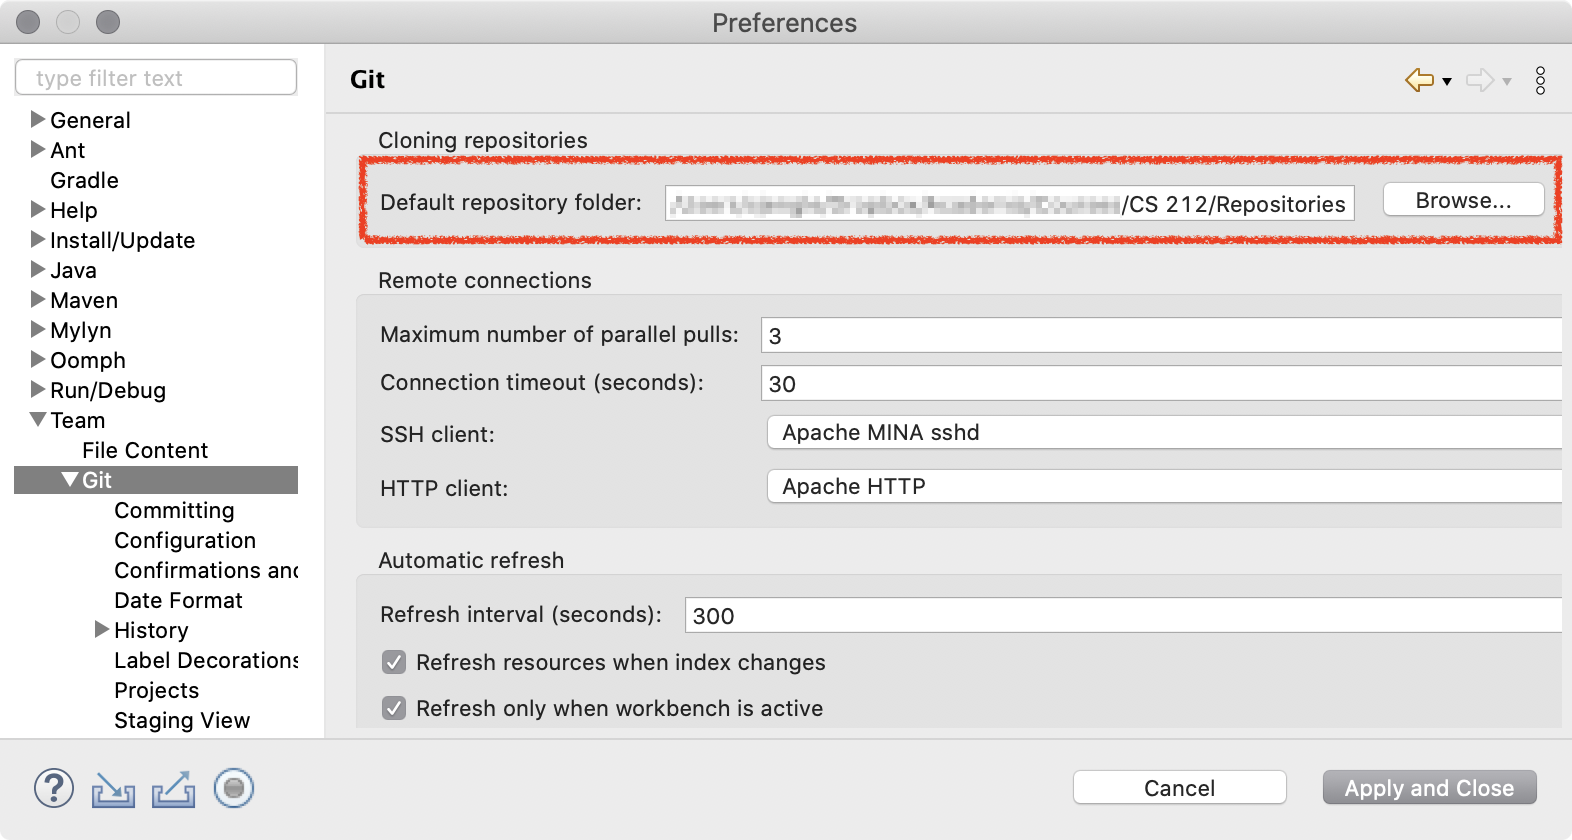 Preferences
type filter text
General
Ant
Gradle
Help
Install/Update
Java
Maven
Mylyn
Oomph
Run/Debug
Team
File Content
Git
Committing
Configuration
Confirmations and
Date Format
History
Label Decorations
Projects
Staging View
Git
Cloning repositories
Default repository folder: /CS 212/Repositories Browse...
Remote connections
Maximum number of parallel pulls: 3
Connection timeout (seconds): 30
SSH client: Apache MINA sshd
HTTP client: Apache HTTP
Automatic refresh
Refresh interval (seconds): 300
Refresh resources when index changes
Refresh only when workbench is active
? Cancel Apply and Close